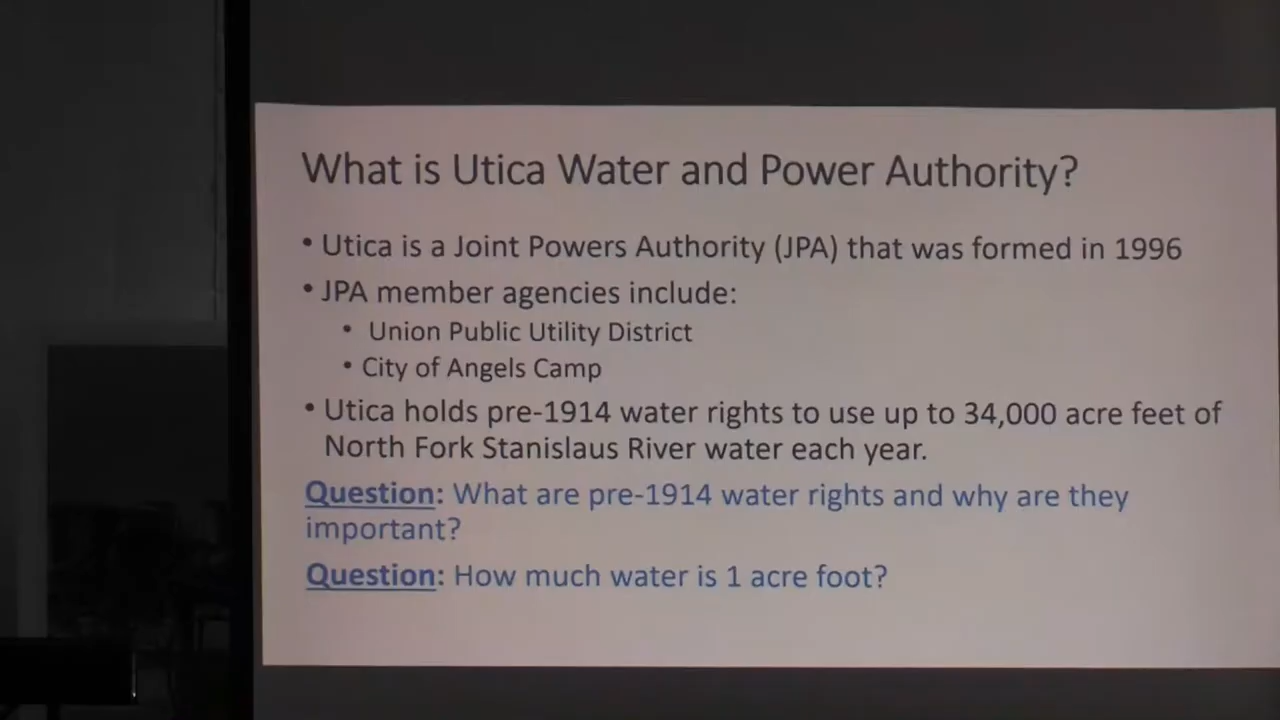 What is Utica Water and Power Authority?
• Utica is a Joint Powers Authority (JPA) that was formed in 1996
• JPA member agencies include:
• Union Public Utility District
• City of Angels Camp
• Utica holds pre-1914 water rights to use up to 34,000 acre feet of
North Fork Stanislaus River water each year.
Question: What are pre-1914 water rights and why are they
important?
Question: How much water is 1 acre foot?